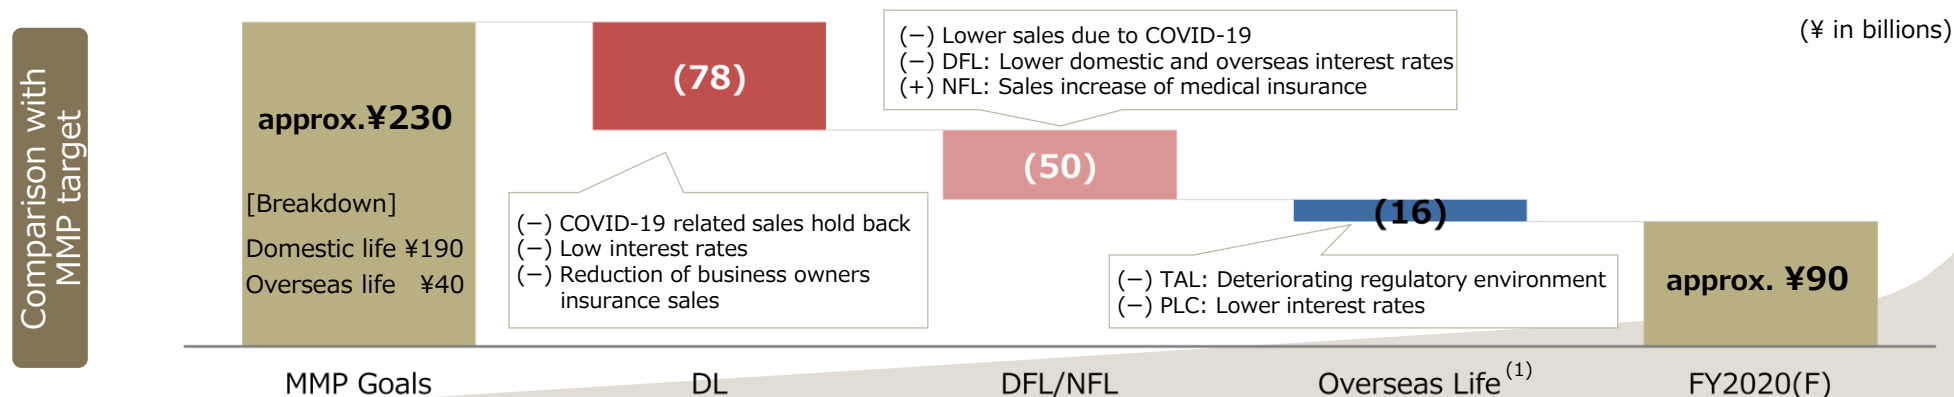 Comparison with
MMP target
(¥ in billions)
approx.¥230
[Breakdown]
Domestic life ¥190
Overseas life ¥40
(78)
(−) COVID-19 related sales hold back
(−) Low interest rates
(−) Reduction of business owners
insurance sales
(−) Lower sales due to COVID-19
(−) DFL: Lower domestic and overseas interest rates
(+) NFL: Sales increase of medical insurance
(50)
(16)
(−) TAL: Deteriorating regulatory environment
(−) PLC: Lower interest rates
approx. ¥90
MMP Goals
DL
DFL/NFL
Overseas Life(1)
FY2020(F)